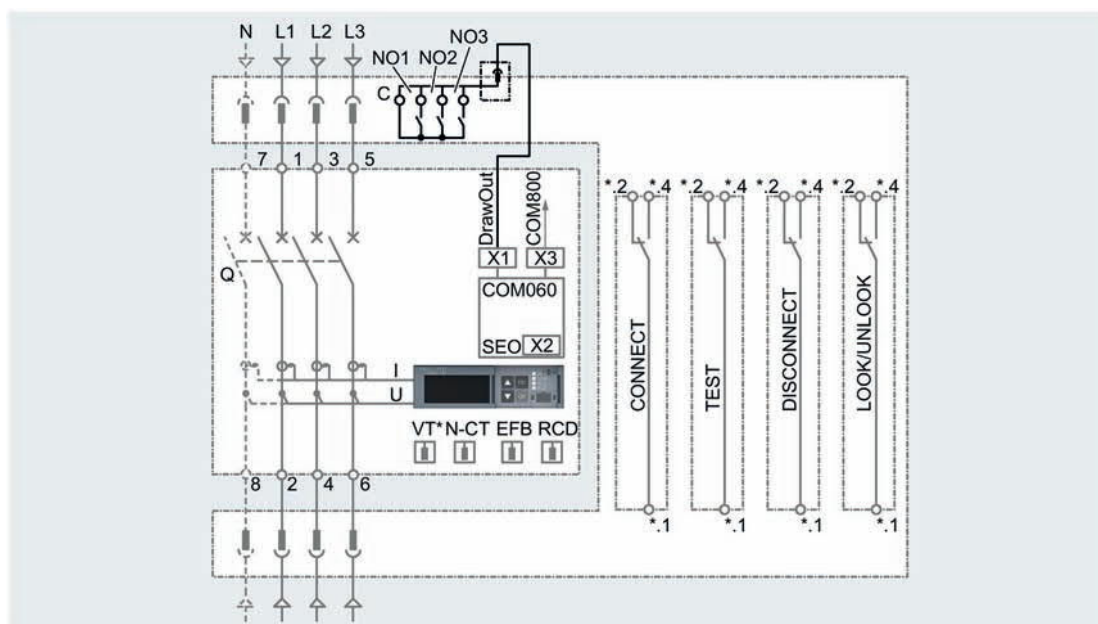 N L1 L2 L3
NO1 NO2 NO3
C
7 1 3 5
DrawOut
COM800
X1 X3
COM060
SEO X2
Q
I
U
VT* N-CT EFB RCD
8 2 4 6
*.2 *.4 *.2 *.4 *.2 *.4 *.2 *.4
CONNECT
TEST
DISCONNECT
LOOK/UNLOOK
*.1 *.1 *.1 *.1